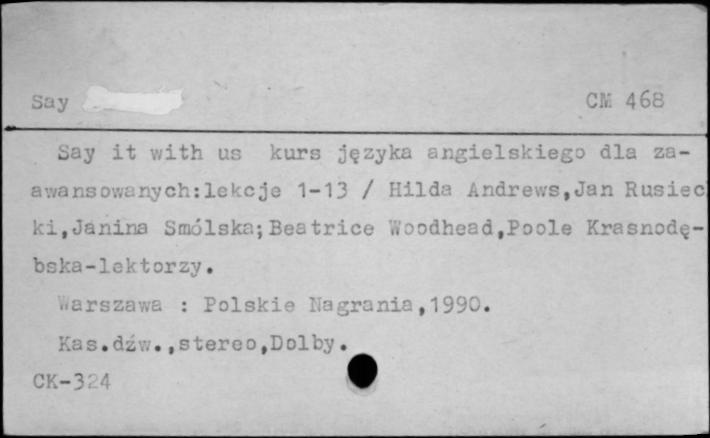 Say
CM 468
Say it with us kurs języka angielskiego dla za-
awansowanych:lekcje 1-13 / Hilda Andrews,Jan Rusiec
ki,Janina Smólska;Beatrice Woodhead,Poole Krasnodę-
bska-lektorzy.
Warszawa : Polskie Nagrania,1990.
Kas.dźw.,stereo,Dolby.
CK-324